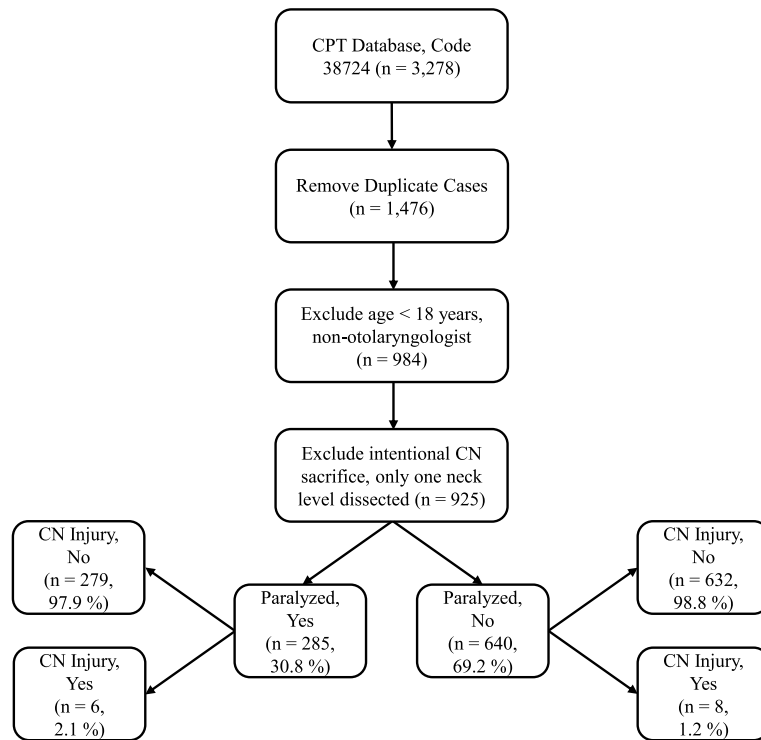 CPT Database, Code
38724 (n = 3,278)
Remove Duplicate Cases
(n = 1,476)
Exclude age < 18 years,
non-otolaryngologist
(n = 984)
Exclude intentional CN
sacrifice, only one neck
level dissected (n = 925)
CN Injury,
No
(n = 279,
97.9 %)
CN Injury,
No
(n = 632,
98.8 %)
Paralyzed,
Yes
(n = 285,
30.8 %)
Paralyzed,
No
(n = 640,
69.2 %)
CN Injury,
Yes
(n = 6,
2.1 %)
CN Injury,
Yes
(n = 8,
1.2 %)